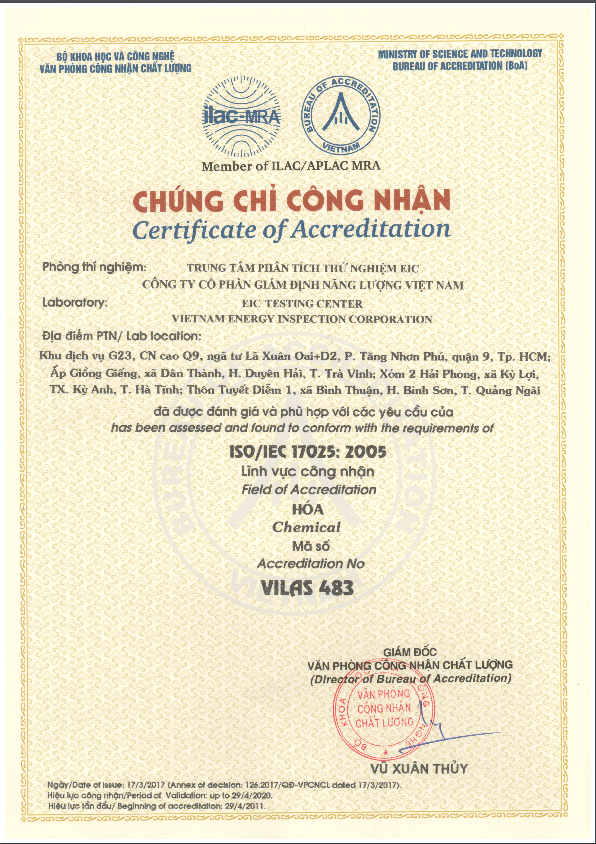 BỘ KHOA HỌC VÀ CÔNG NGHỆ
VĂN PHÒNG CÔNG NHẬN CHẤT LƯỢNG
MINISTRY OF SCIENCE AND TECHNOLOGY
BUREAU OF ACCREDITATION (BoA)
ilac-MRA
BUREAU OF ACCREDITATION
VIETNAM
Member of ILAC/APLAC MRA
CHỨNG CHỈ CÔNG NHẬN
Certificate of Accreditation
Phòng thí nghiệm: TRUNG TÂM PHÂN TÍCH THỬ NGHIỆM EIC
CÔNG TY CỔ PHẦN GIÁM ĐỊNH NĂNG LƯỢNG VIỆT NAM
Laboratory: EIC TESTING CENTER
VIETNAM ENERGY INSPECTION CORPORATION
Địa điểm PTN/ Lab location:
Khu dịch vụ G23, CN cao Q9, ngã tư Lã Xuân Oai+D2, P. Tăng Nhơn Phú, quận 9, Tp. HCM;
Ấp Giồng Giếng, xã Dân Thành, H. Duyên Hải, T. Trà Vinh; Xóm 2 Hải Phong, xã Kỳ Lợi,
TX. Kỳ Anh, T. Hà Tĩnh; Thôn Tuyết Diêm 1, xã Bình Thuận, H. Bình Sơn, T. Quảng Ngãi
đã được đánh giá và phù hợp với các yêu cầu của
has been assessed and found to conform with the requirements of
ISO/IEC 17025: 2005
Lĩnh vực công nhận
Field of Accreditation
HÓA
Chemical
Mã số
Accreditation No
VILAS 483
GIÁM ĐỐC
VĂN PHÒNG CÔNG NHẬN CHẤT LƯỢNG
(Director of Bureau of Accreditation)
BỘ KHOA HỌC CÔNG NGHỆ
VĂN PHÒNG
CÔNG NHẬN
CHẤT LƯỢNG
VŨ XUÂN THỦY
Ngày/Date of Issue: 17/3/2017 (Annex of decision: 126.2017/QĐ-VPCNCL dated 17/3/2017).
Hiệu lực công nhận/Period of Validation: up to 29/4/2020.
Hiệu lực lần đầu/ Beginning of accreditation: 29/4/2011.